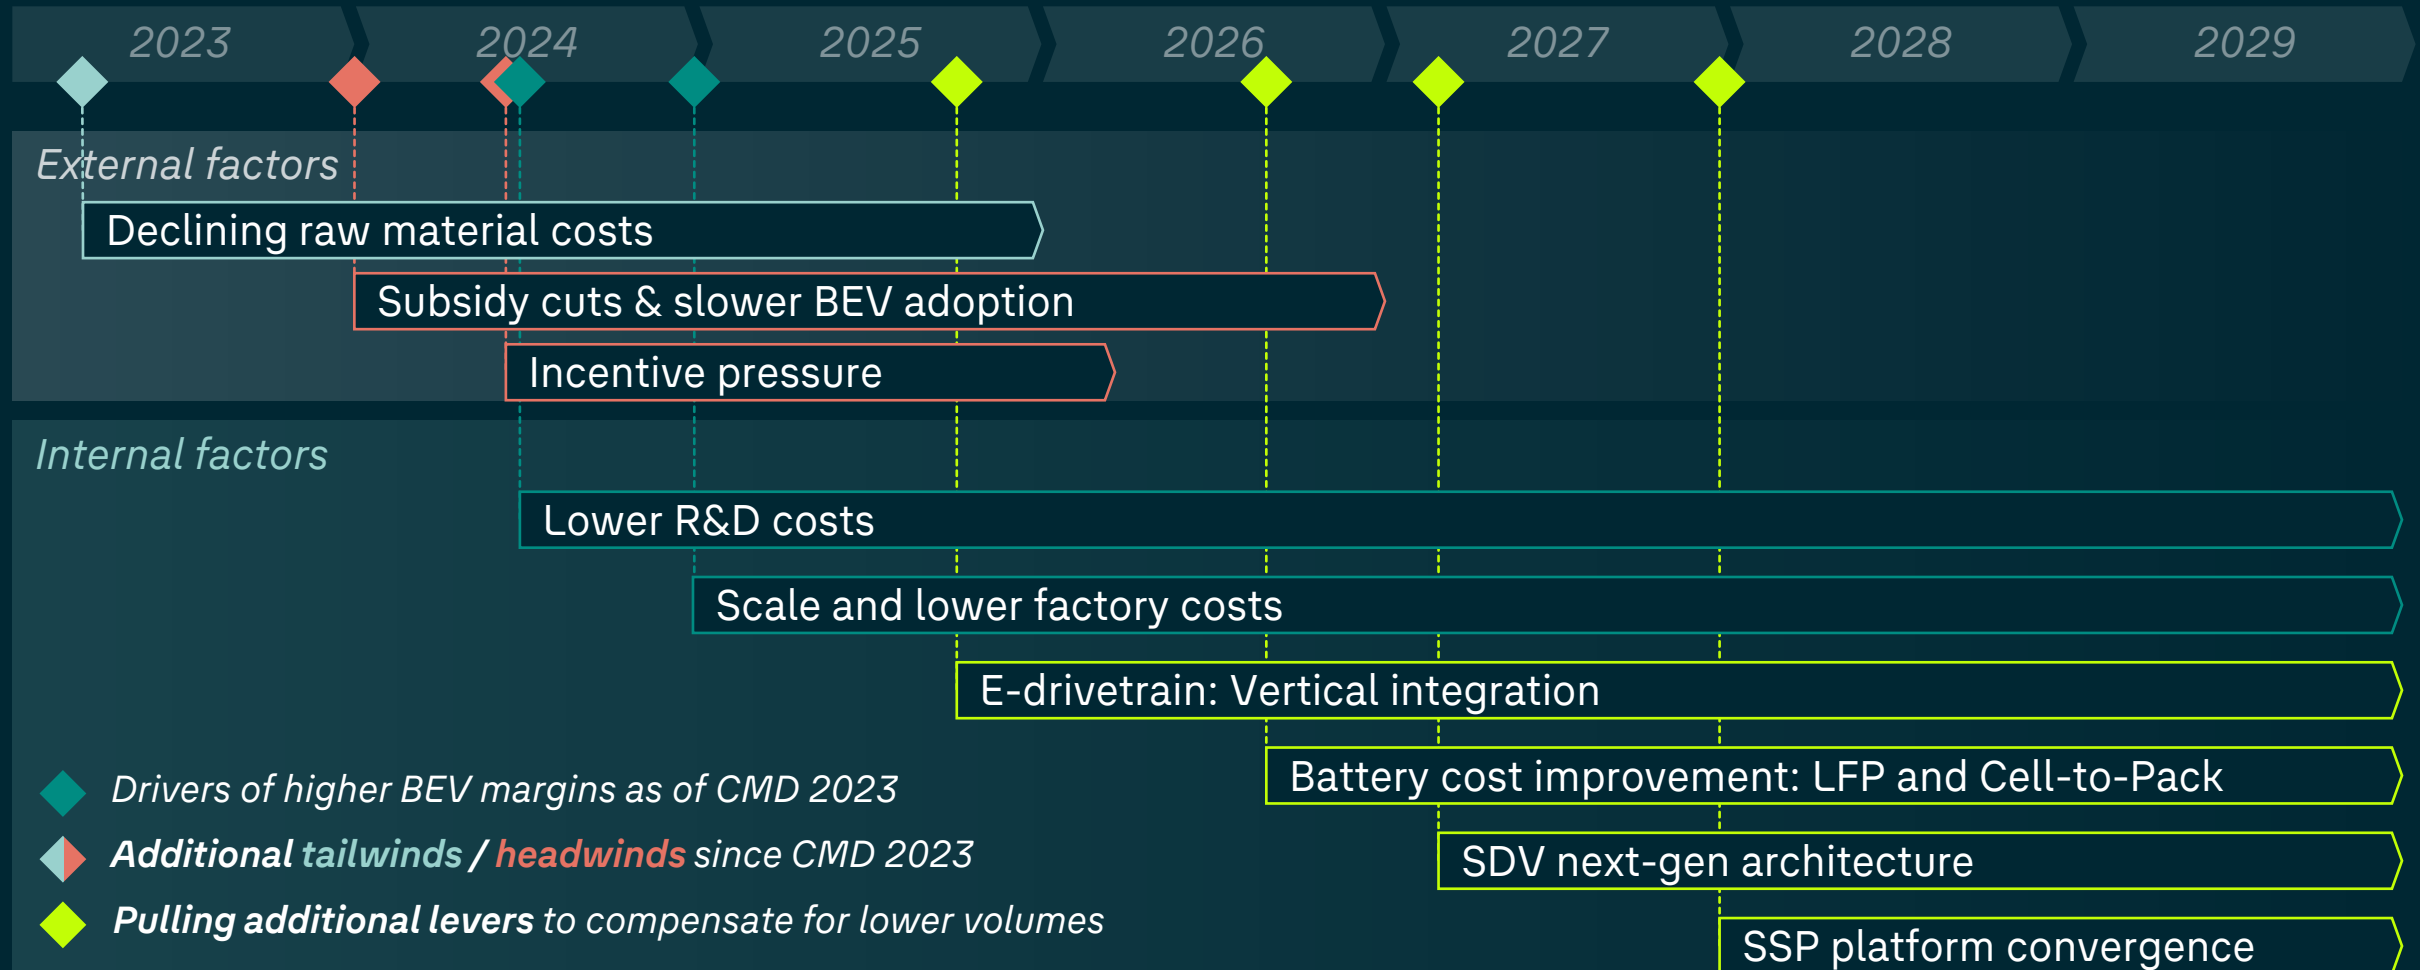 2023 2024 2025 2026 2027 2028 2029
External factors
Declining raw material costs
Subsidy cuts & slower BEV adoption
Incentive pressure
Internal factors
Lower R&D costs
Scale and lower factory costs
E-drivetrain: Vertical integration
Battery cost improvement: LFP and Cell-to-Pack
SDV next-gen architecture
SSP platform convergence
Drivers of higher BEV margins as of CMD 2023
Additional tailwinds / headwinds since CMD 2023
Pulling additional levers to compensate for lower volumes